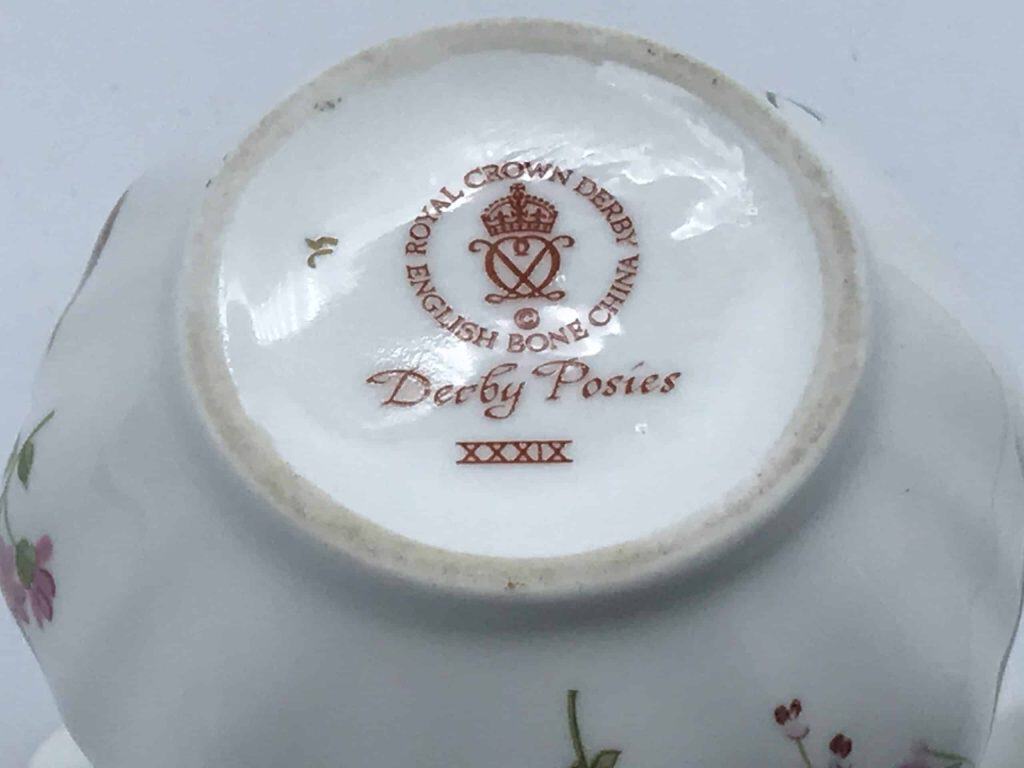 ROYAL CROWN DERBY
ENGLISH BONE CHINA
©
Derby Posies
XXXIX